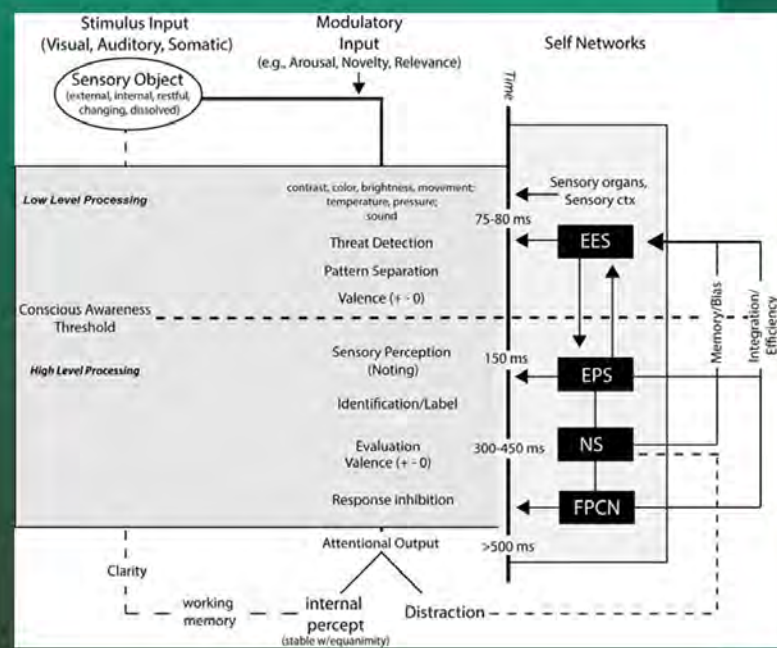 Stimulus Input
(Visual, Auditory, Somatic)
Modulatory
Input
(e.g., Arousal, Novelty, Relevance)
Self Networks
Sensory Object
(external, internal, restful,
changing, dissolved)
Time
Low Level Processing
contrast, color, brightness, movement;
temperature, pressure;
sound
Sensory organs,
Sensory ctx
75-80 ms
Threat Detection
EES
Pattern Separation
Valence (+ - 0)
Conscious Awareness
Threshold
Memory/Bias
Integration/
Efficiency
High Level Processing
Sensory Perception
(Noting)
150 ms
EPS
Identification/Label
Evaluation
Valence (+ - 0)
300-450 ms
NS
Response inhibition
FPCN
Attentional Output
>500 ms
Clarity
working
memory
internal
percept
(stable w/equanimity)
Distraction